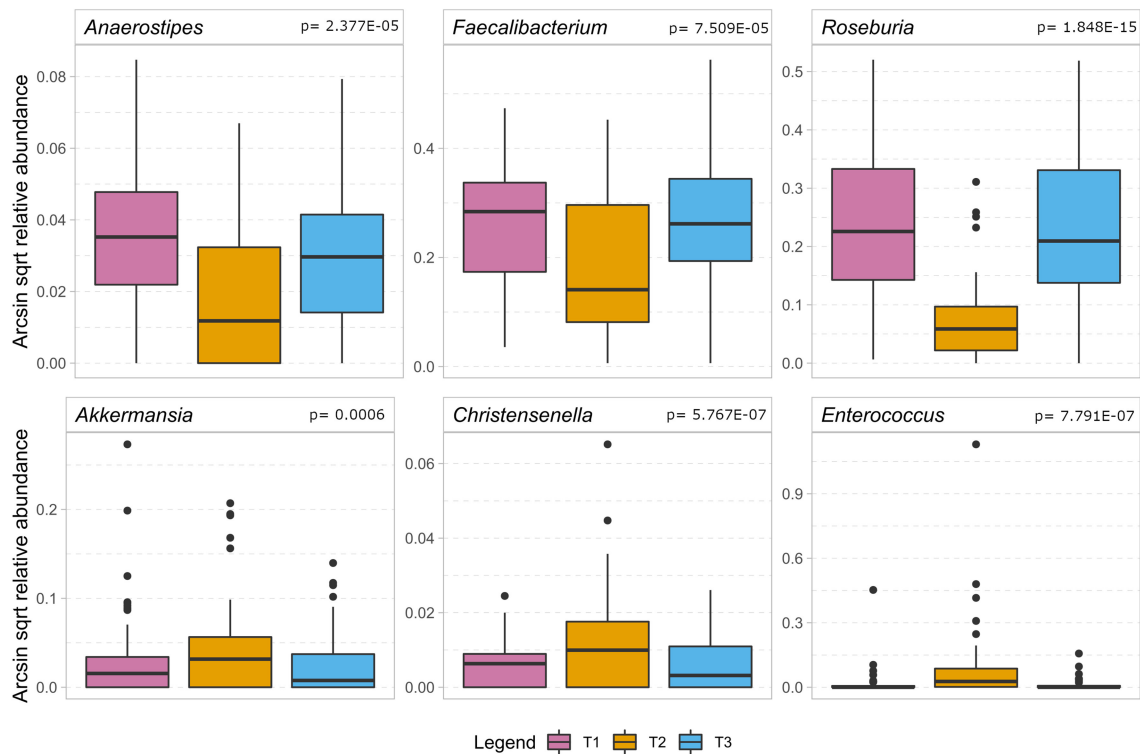 Anaerostipes p= 2.377E-05
Faecalibacterium p= 7.509E-05
Roseburia p= 1.848E-15
Arcsin sqrt relative abundance
0.08
0.06
0.04
0.02
0.00
0.4
0.2
0.0
0.5
0.4
0.3
0.2
0.1
0.0
Akkermansia p= 0.0006
Christensenella p= 5.767E-07
Enterococcus p= 7.791E-07
Arcsin sqrt relative abundance
0.2
0.1
0.0
0.06
0.04
0.02
0.00
0.9
0.6
0.3
0.0
Legend T1 T2 T3